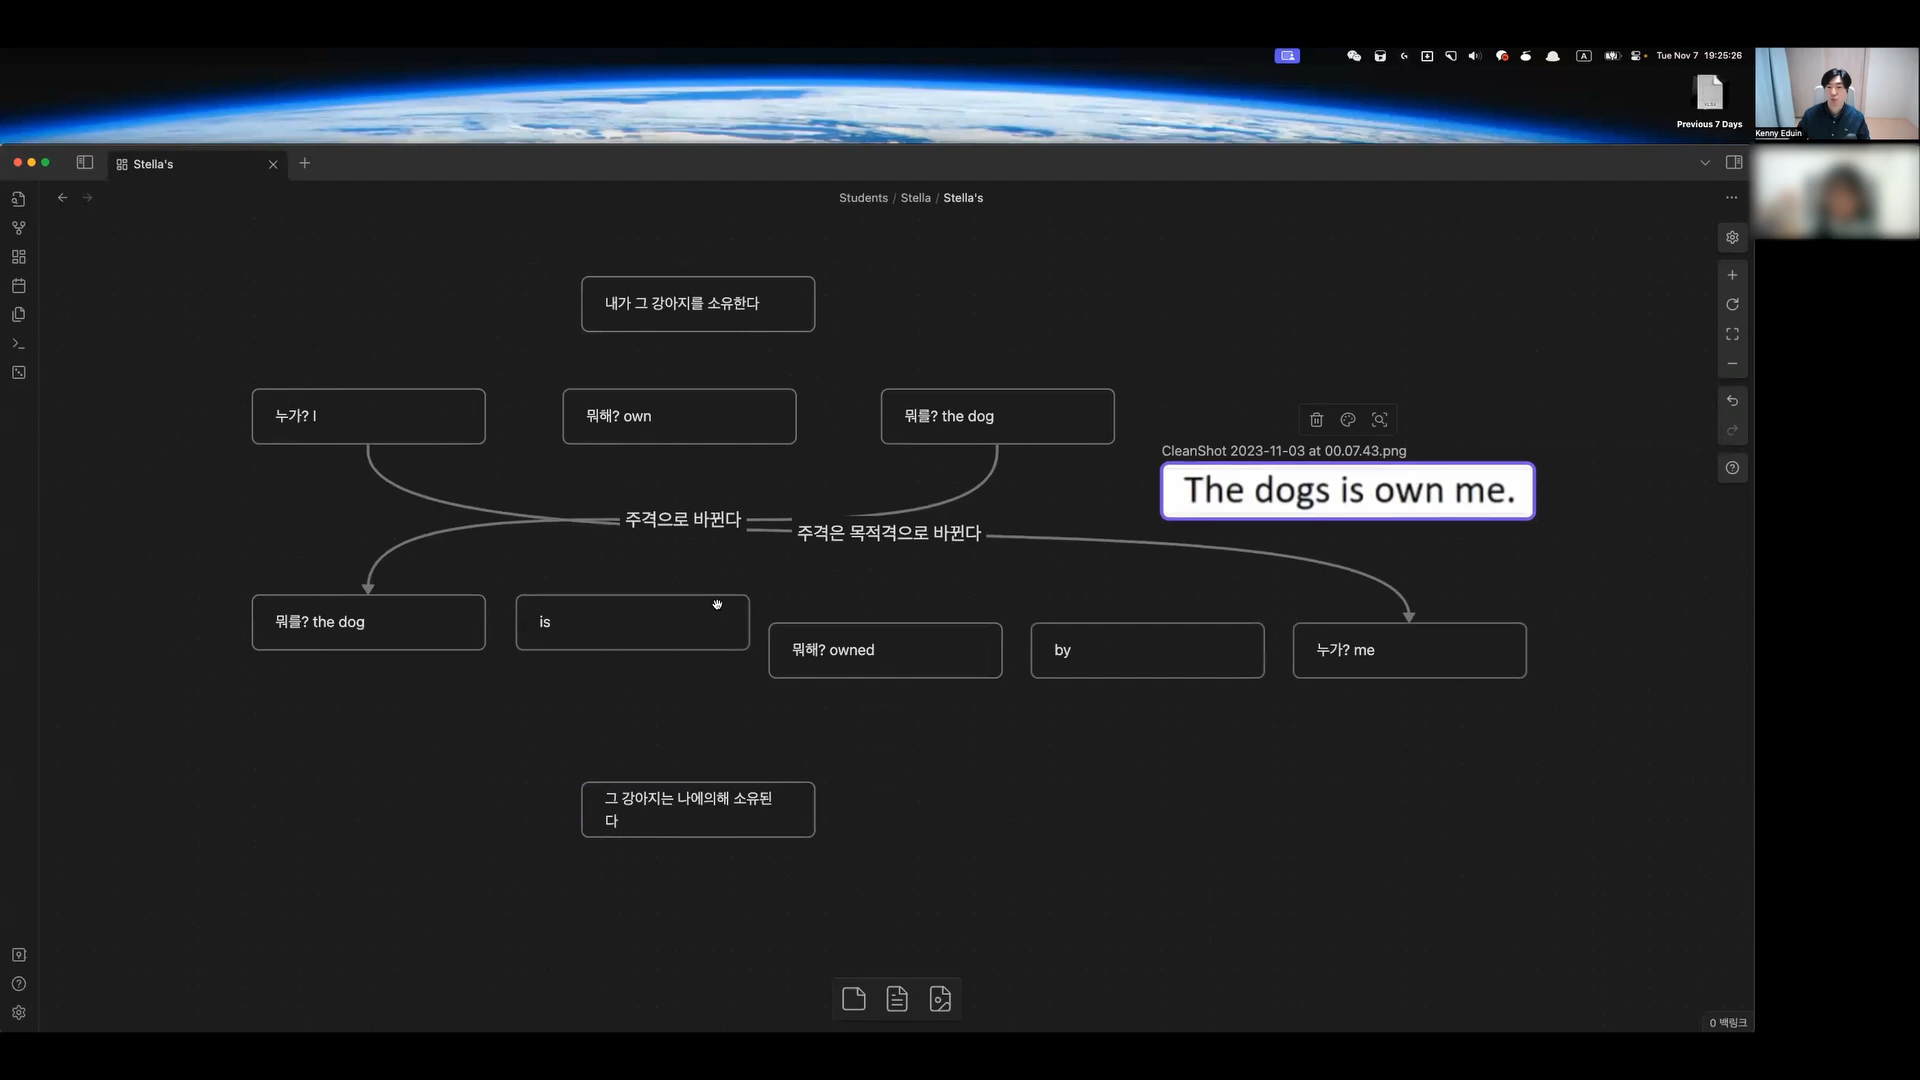 A
Tue Nov 7 19:25:26
XLSX
Previous 7 Days
Kenny Eduin
Stella's
Students / Stella / Stella's
내가 그 강아지를 소유한다
누가? I
뭐해? own
뭐를? the dog
CleanShot 2023-11-03 at 00.07.43.png
The dogs is own me.
주격으로 바뀐다
주격은 목적격으로 바뀐다
뭐를? the dog
is
뭐해? owned
by
누가? me
그 강아지는 나에의해 소유된
다
0 백링크